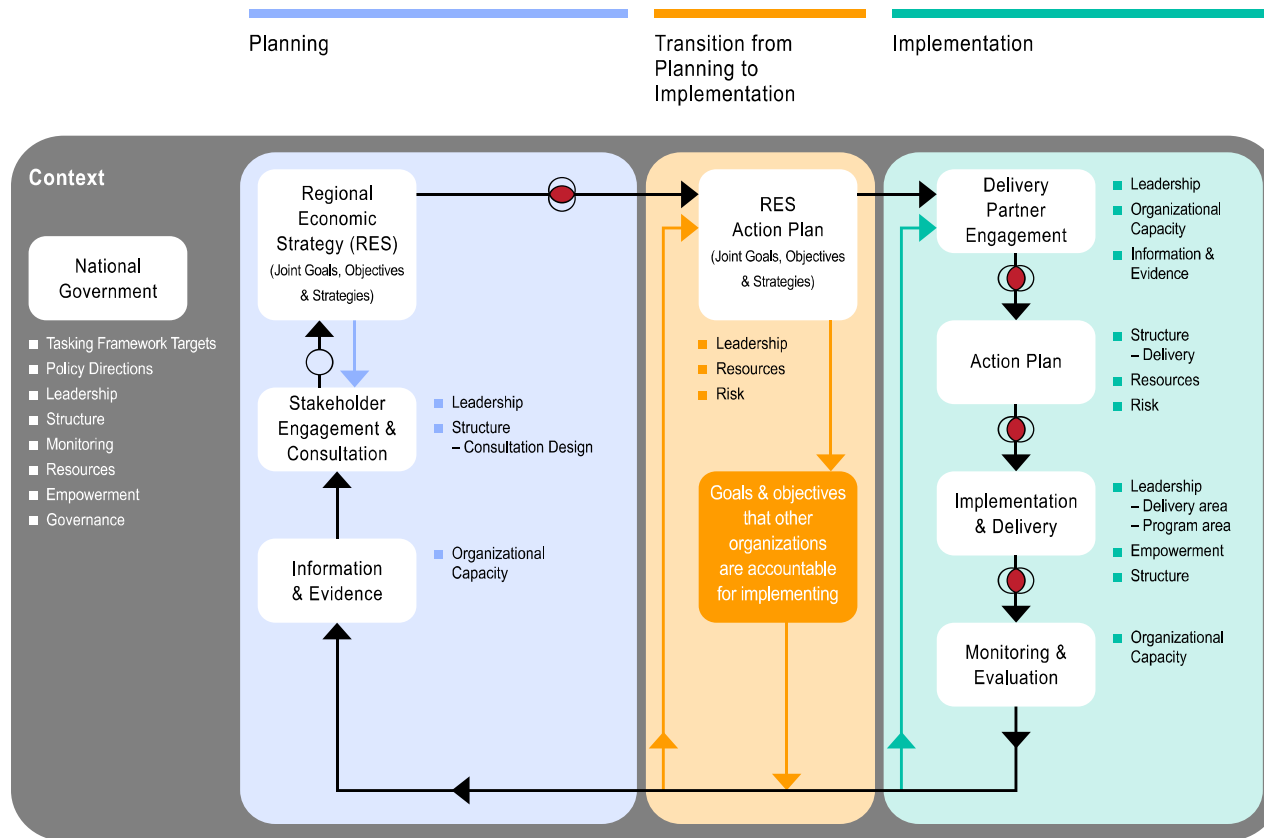 Planning
Transition from
Planning to
Implementation
Implementation
Context
National
Government
Tasking Framework Targets
Policy Directions
Leadership
Structure
Monitoring
Resources
Empowerment
Governance
Regional
Economic
Strategy (RES)
(Joint Goals, Objectives
& Strategies)
Stakeholder
Engagement &
Consultation
Leadership
Structure
– Consultation Design
Information
& Evidence
Organizational
Capacity
RES
Action Plan
(Joint Goals, Objectives
& Strategies)
Leadership
Resources
Risk
Goals & objectives
that other
organizations
are accountable
for implementing
Delivery
Partner
Engagement
Leadership
Organizational
Capacity
Information &
Evidence
Action Plan
Structure
– Delivery
Resources
Risk
Implementation
& Delivery
Leadership
– Delivery area
– Program area
Empowerment
Structure
Monitoring &
Evaluation
Organizational
Capacity